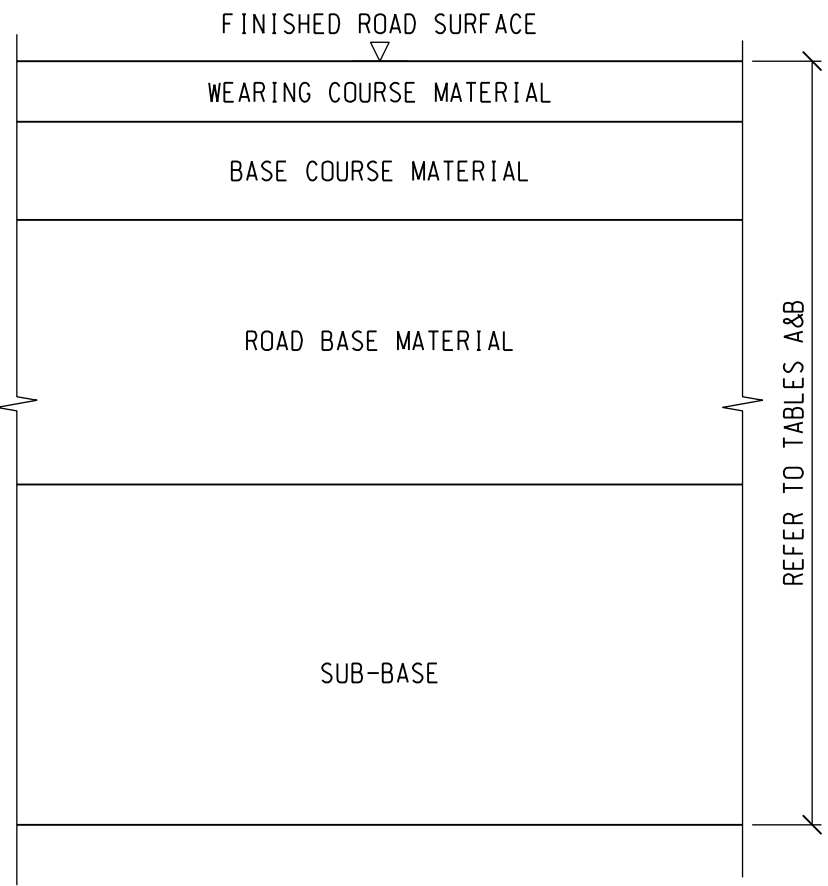 FINISHED ROAD SURFACE
WEARING COURSE MATERIAL
BASE COURSE MATERIAL
ROAD BASE MATERIAL
REFER TO TABLES A&B
SUB-BASE